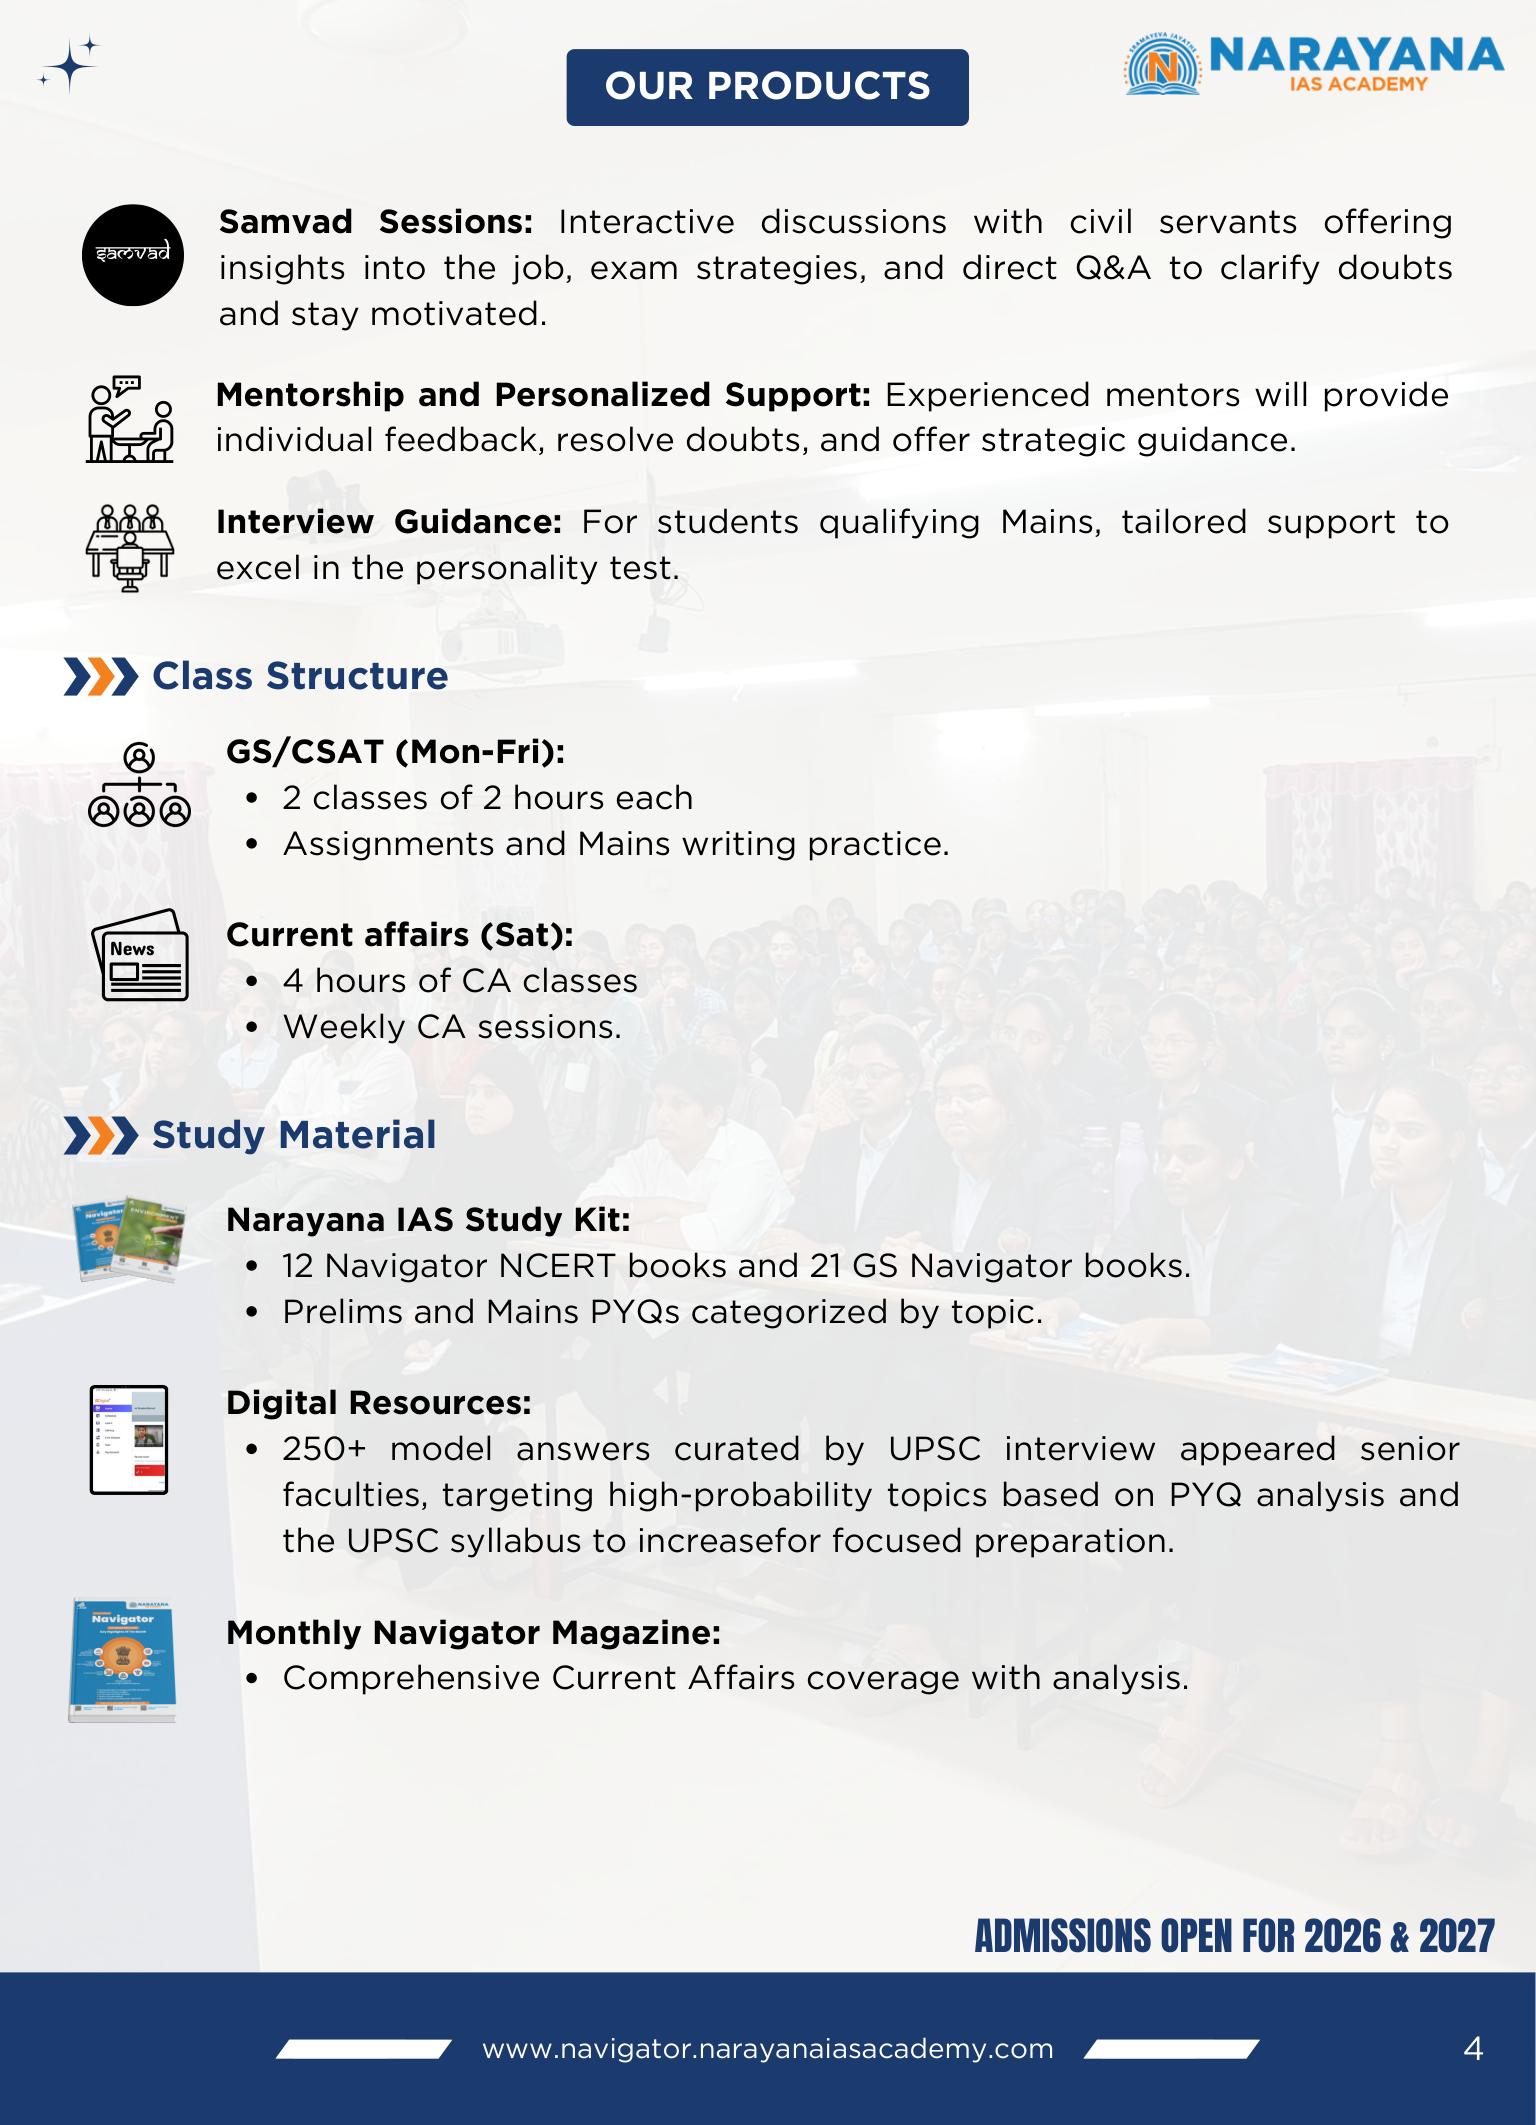 OUR PRODUCTS
NARAYANA
IAS ACADEMY
samvad
Samvad Sessions: Interactive discussions with civil servants offering
insights into the job, exam strategies, and direct Q&A to clarify doubts
and stay motivated.
Mentorship and Personalized Support: Experienced mentors will provide
individual feedback, resolve doubts, and offer strategic guidance.
Interview Guidance: For students qualifying Mains, tailored support to
excel in the personality test.
Class Structure
GS/CSAT (Mon-Fri):
• 2 classes of 2 hours each
• Assignments and Mains writing practice.
News
Current affairs (Sat):
• 4 hours of CA classes
• Weekly CA sessions.
Study Material
Navigator
ENVIRONMENT
Narayana IAS Study Kit:
• 12 Navigator NCERT books and 21 GS Navigator books.
• Prelims and Mains PYQs categorized by topic.
Digital Resources:
• 250+ model answers curated by UPSC interview appeared senior
faculties, targeting high-probability topics based on PYQ analysis and
the UPSC syllabus to increasefor focused preparation.
NARAYANA
Navigator
Monthly Navigator Magazine:
• Comprehensive Current Affairs coverage with analysis.
ADMISSIONS OPEN FOR 2026 & 2027
www.navigator.narayanaiasacademy.com
4